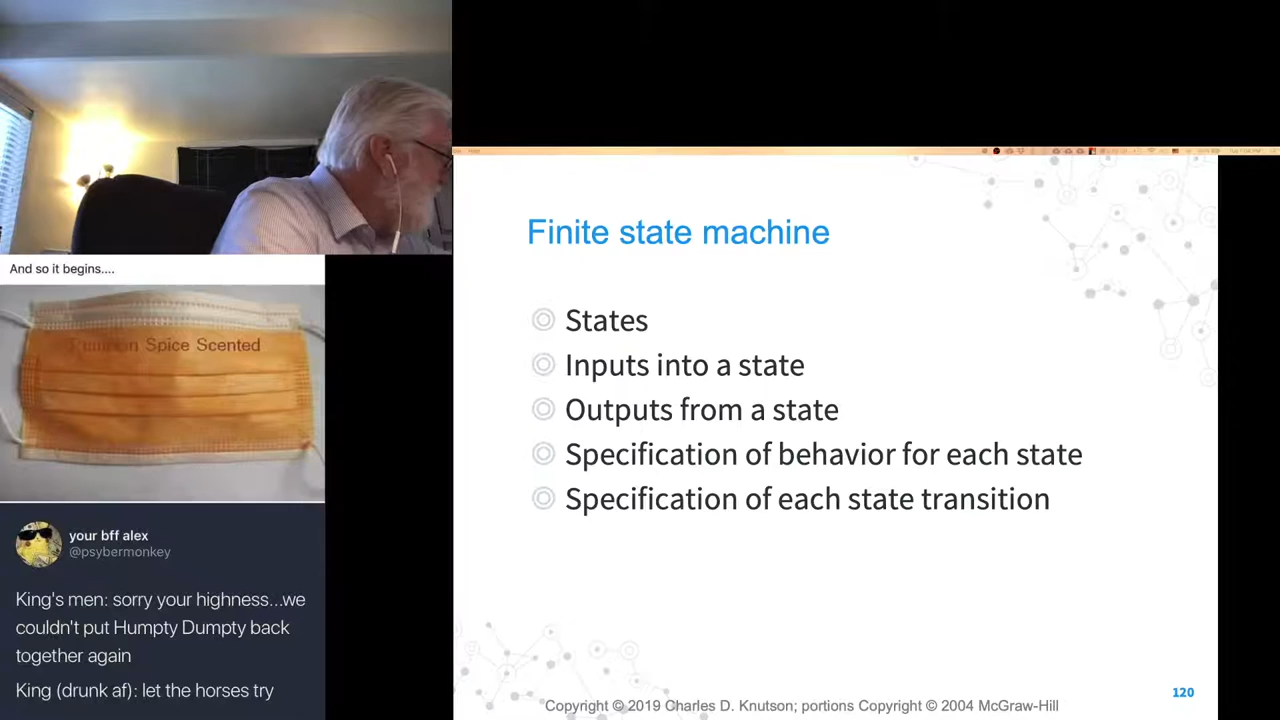 And so it begins....
Pumpkin Spice Scented
your bff alex
@psybermonkey
King's men: sorry your highness...we
couldn't put Humpty Dumpty back
together again
King (drunk af): let the horses try
Finite state machine
States
Inputs into a state
Outputs from a state
Specification of behavior for each state
Specification of each state transition
120
Copyright © 2019 Charles D. Knutson; portions Copyright © 2004 McGraw-Hill